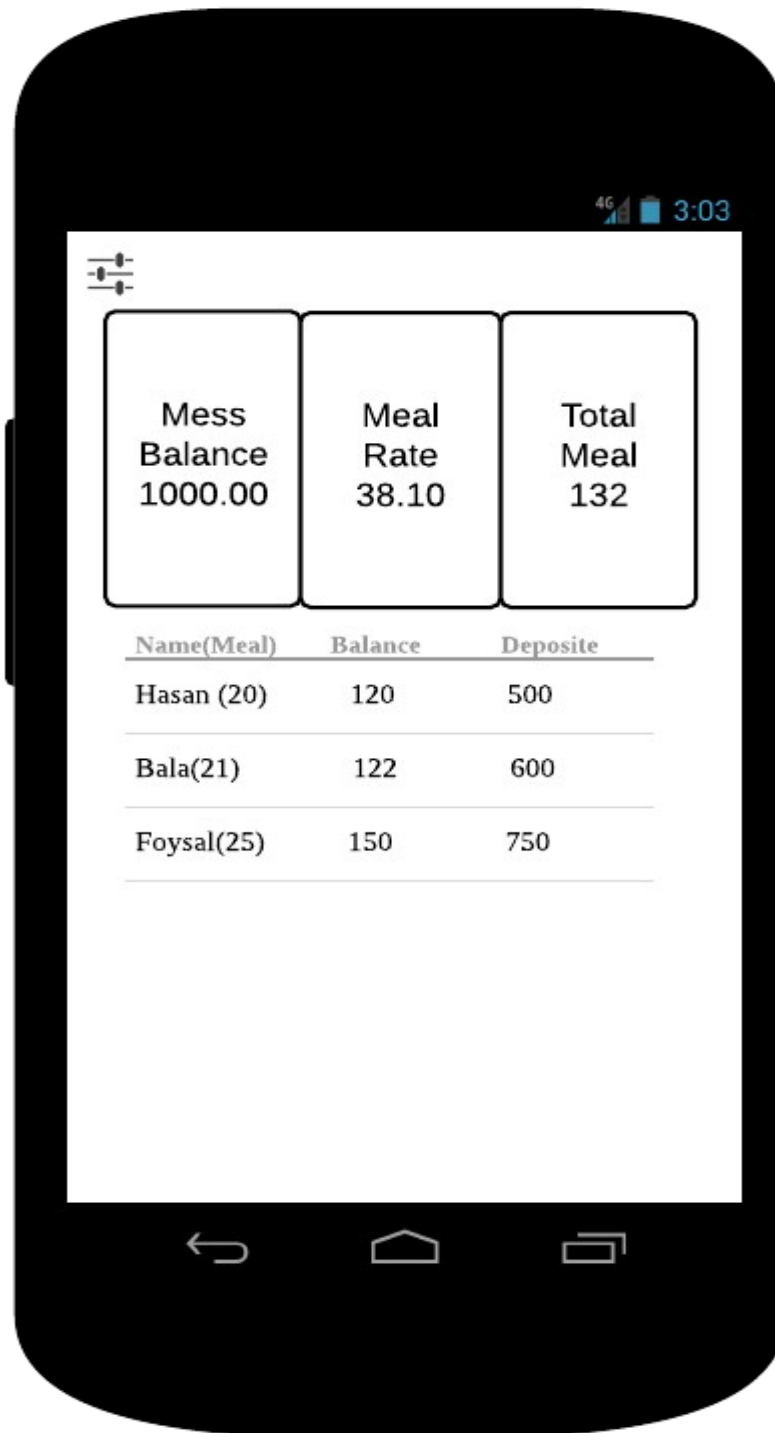 4G 3:03
Mess Balance 1000.00
Meal Rate 38.10
Total Meal 132
Name(Meal) Balance Deposite
Hasan (20) 120 500
Bala(21) 122 600
Foysal(25) 150 750